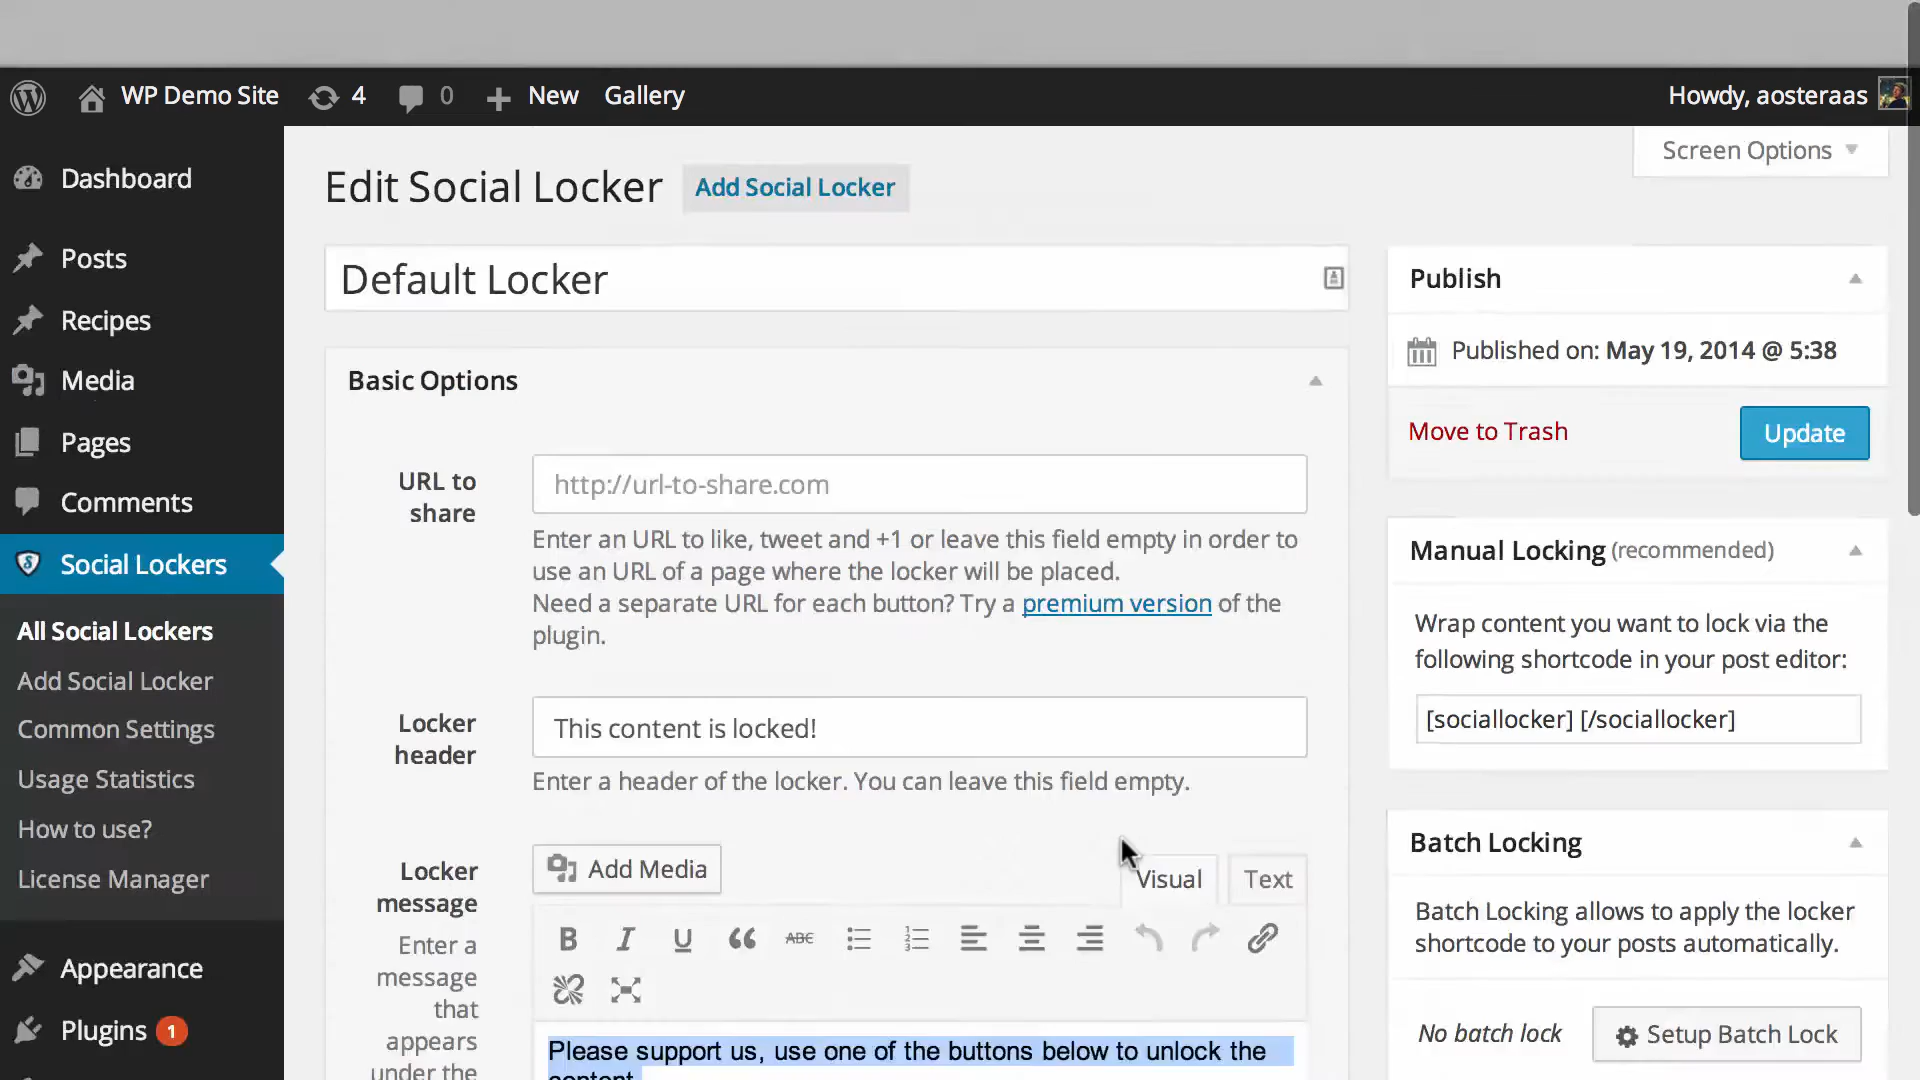 WP Demo Site 4 0 New Gallery Howdy, aosteraas
Screen Options
Dashboard
Posts
Recipes
Media
Pages
Comments
Social Lockers
All Social Lockers
Add Social Locker
Common Settings
Usage Statistics
How to use?
License Manager
Appearance
Plugins 1
Edit Social Locker Add Social Locker
Default Locker
Basic Options
URL to
share
http://url-to-share.com
Enter an URL to like, tweet and +1 or leave this field empty in order to
use an URL of a page where the locker will be placed.
Need a separate URL for each button? Try a premium version of the
plugin.
Locker
header
This content is locked!
Enter a header of the locker. You can leave this field empty.
Locker
message
Enter a
message
that
appears
under the
Add Media
Visual Text
B I U ABC
Please support us, use one of the buttons below to unlock the
content.
Publish
Published on: May 19, 2014 @ 5:38
Move to Trash Update
Manual Locking (recommended)
Wrap content you want to lock via the
following shortcode in your post editor:
[sociallocker] [/sociallocker]
Batch Locking
Batch Locking allows to apply the locker
shortcode to your posts automatically.
No batch lock Setup Batch Lock